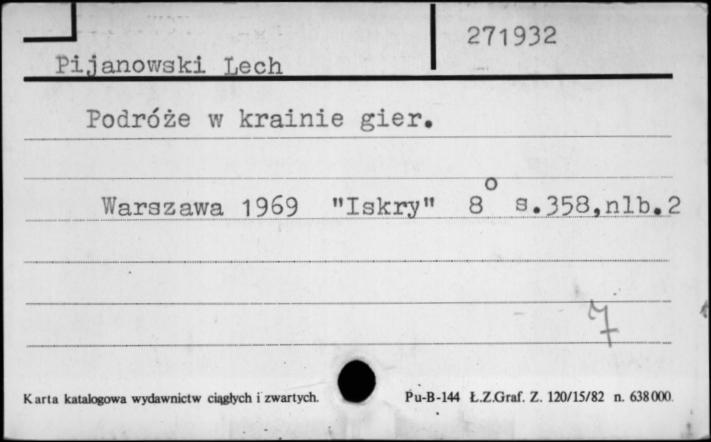 271932
Pijanowski Lech
Podróże w krainie gier.
Warszawa 1969 "Iskry" 8° s.358,nlb.2
7
Karta katalogowa wydawnictw ciągłych i zwartych. Pu-B-144 Ł.Z.Graf. Z. 120/15/82 n. 638000.